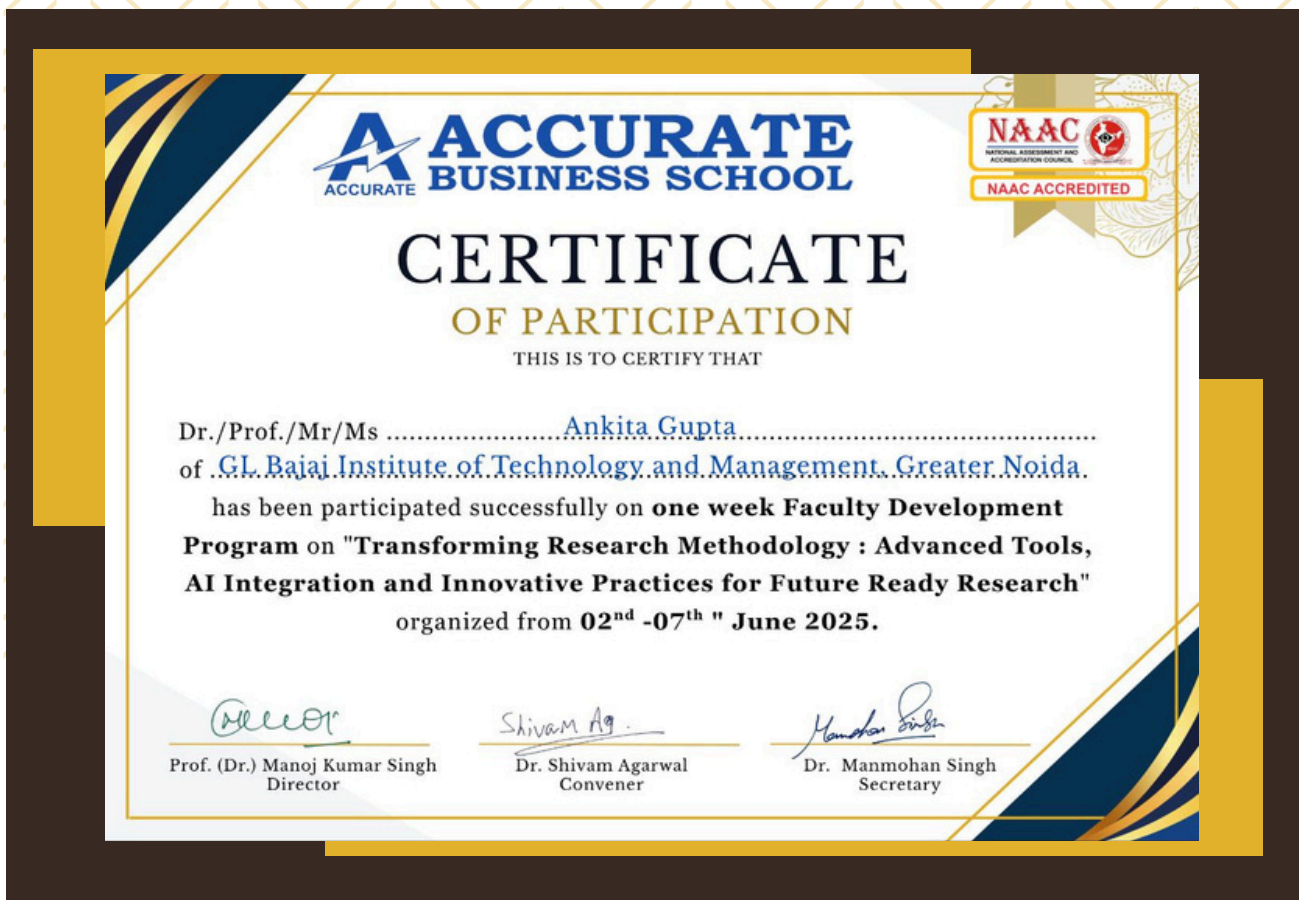 ACCURATE
ACCURATE
BUSINESS SCHOOL
NAAC
NATIONAL ASSESSMENT AND
ACCREDITATION COUNCIL
NAAC ACCREDITED
CERTIFICATE
OF PARTICIPATION
THIS IS TO CERTIFY THAT
Dr./Prof./Mr/Ms ........................Ankita Gupta................................................
of ..GL Bajaj Institute of Technology and Management, Greater Noida.
has been participated successfully on one week Faculty Development
Program on "Transforming Research Methodology : Advanced Tools,
AI Integration and Innovative Practices for Future Ready Research"
organized from 02nd -07th " June 2025.
Shivam Ag.
Manmohan Singh
Prof. (Dr.) Manoj Kumar Singh
Director
Dr. Shivam Agarwal
Convener
Dr. Manmohan Singh
Secretary